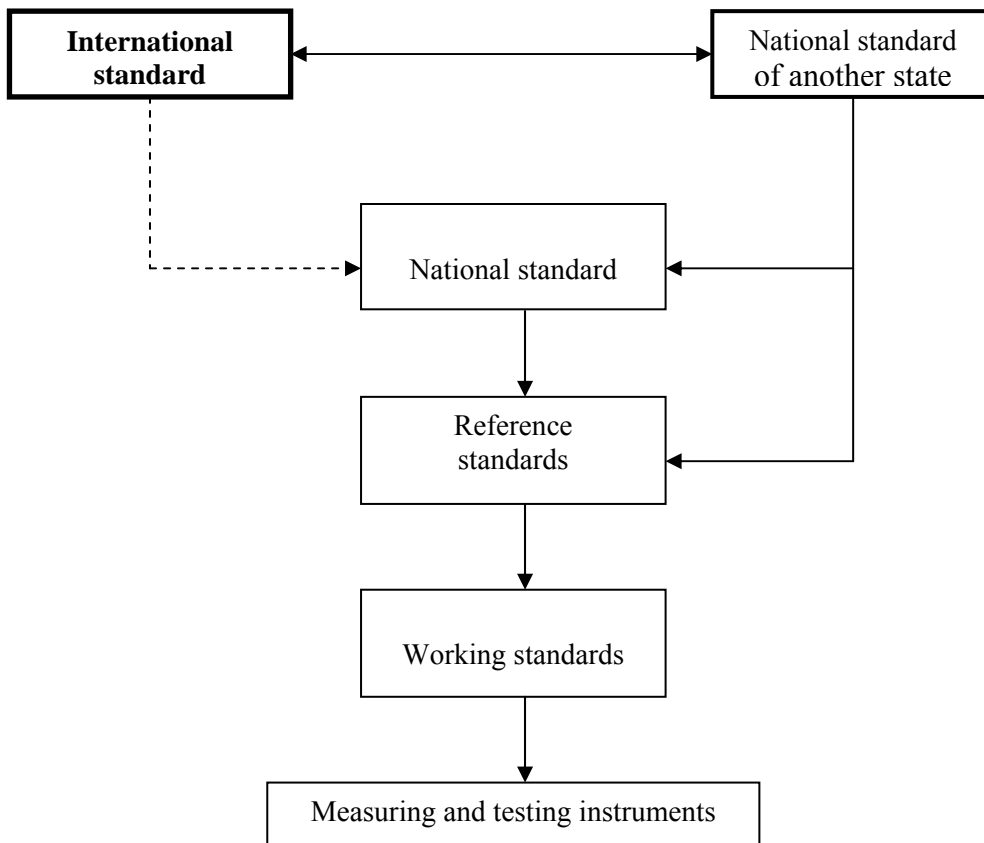 International
standard
National standard
of another state
National standard
Reference
standards
Working standards
Measuring and testing instruments